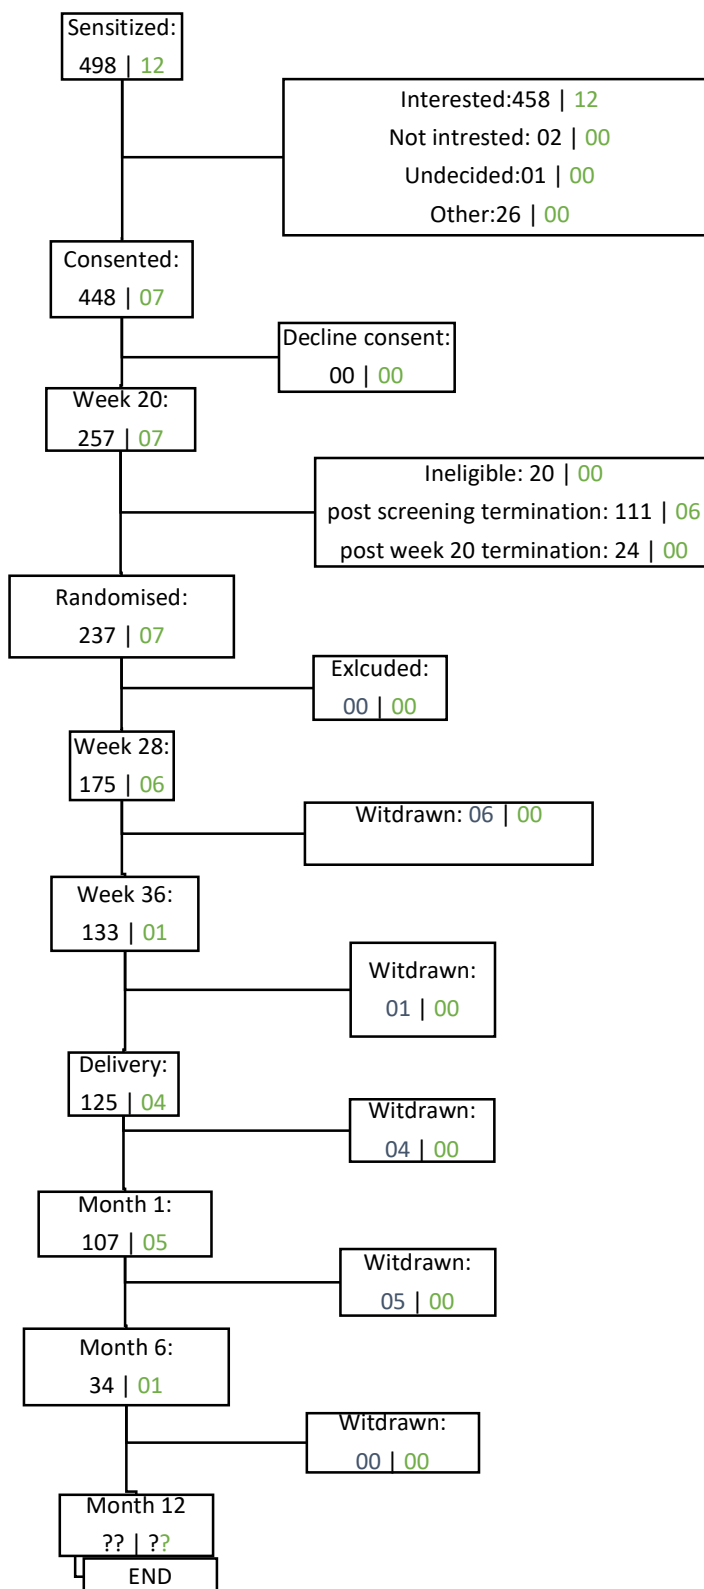 Sensitized:
498 | 12
Interested:458 | 12
Not intrested: 02 | 00
Undecided:01 | 00
Other:26 | 00
Consented:
448 | 07
Decline consent:
00 | 00
Week 20:
257 | 07
Ineligible: 20 | 00
post screening termination: 111 | 06
post week 20 termination: 24 | 00
Randomised:
237 | 07
Exlcuded:
00 | 00
Week 28:
175 | 06
Witdrawn: 06 | 00
Week 36:
133 | 01
Witdrawn:
01 | 00
Delivery:
125 | 04
Witdrawn:
04 | 00
Month 1:
107 | 05
Witdrawn:
05 | 00
Month 6:
34 | 01
Witdrawn:
00 | 00
Month 12
?? | ??
END